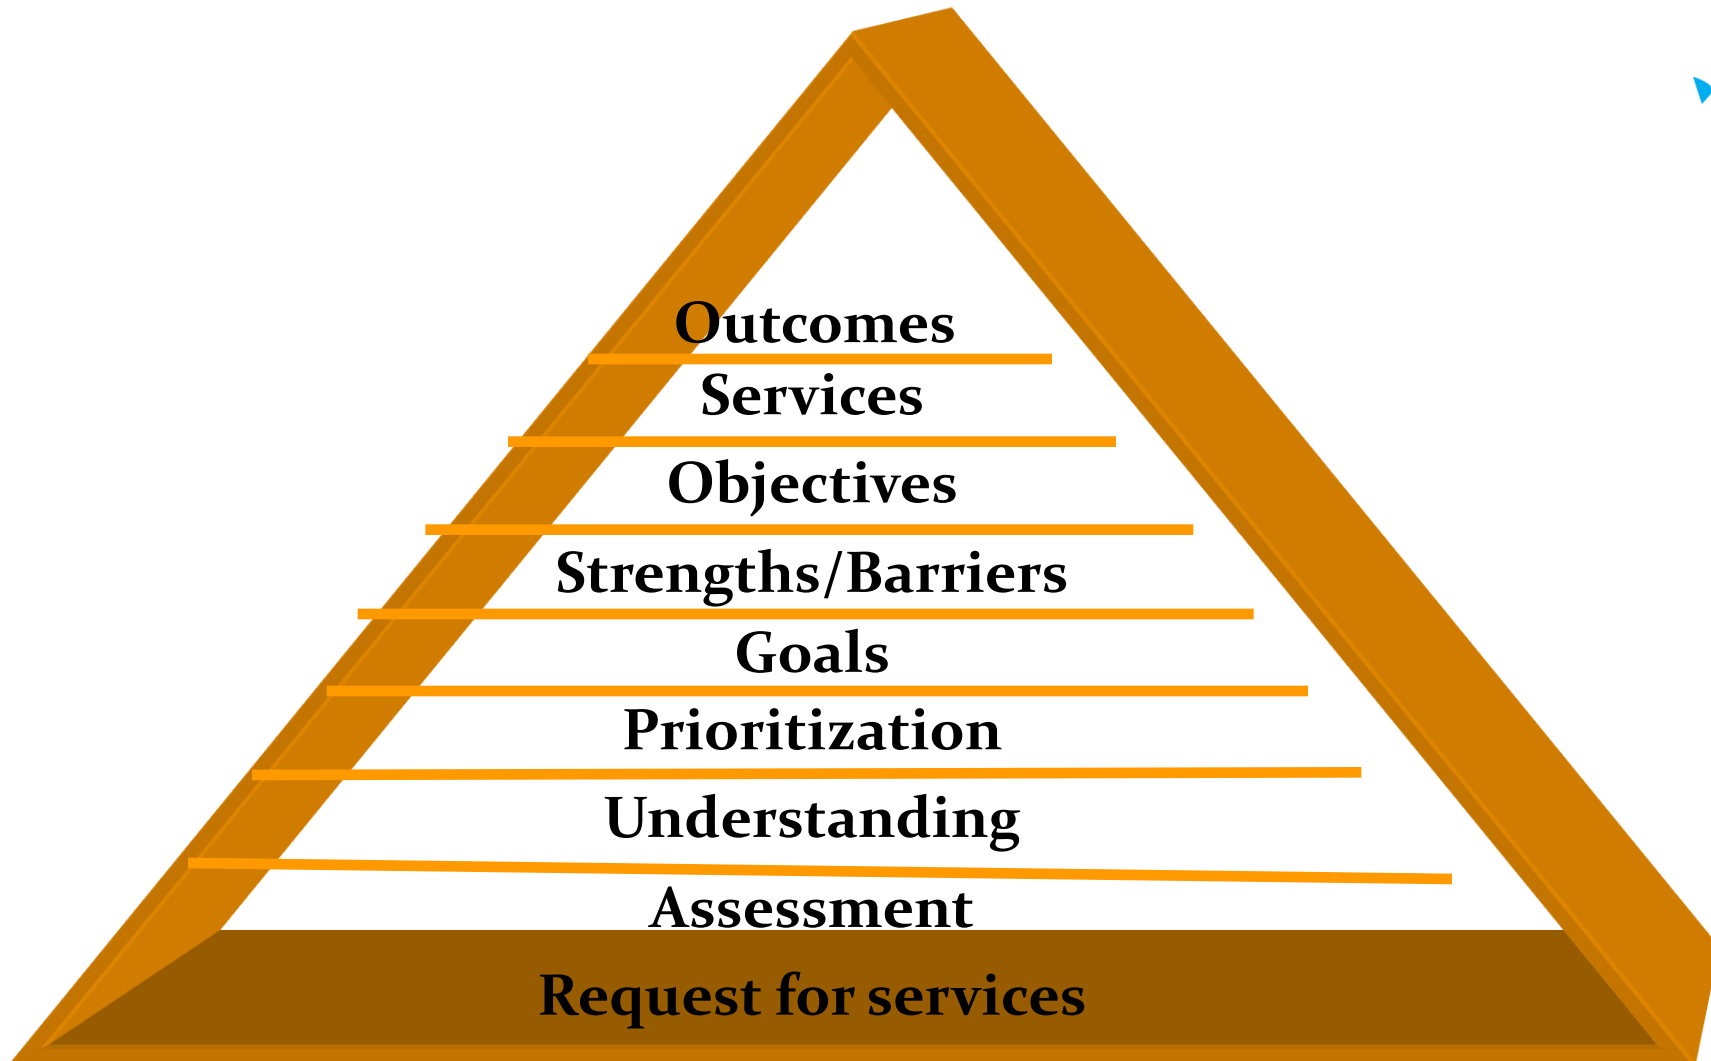 Outcomes
Services
Objectives
Strengths/Barriers
Goals
Prioritization
Understanding
Assessment
Request for services